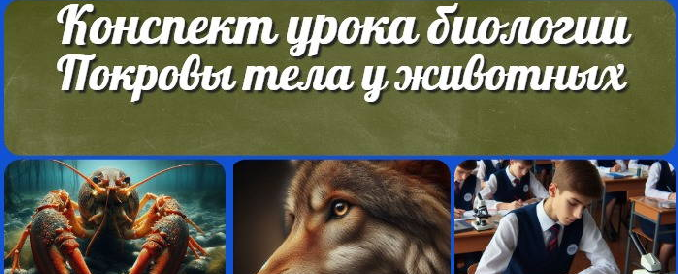 Конспект урока биологии
Покровы тела у животных